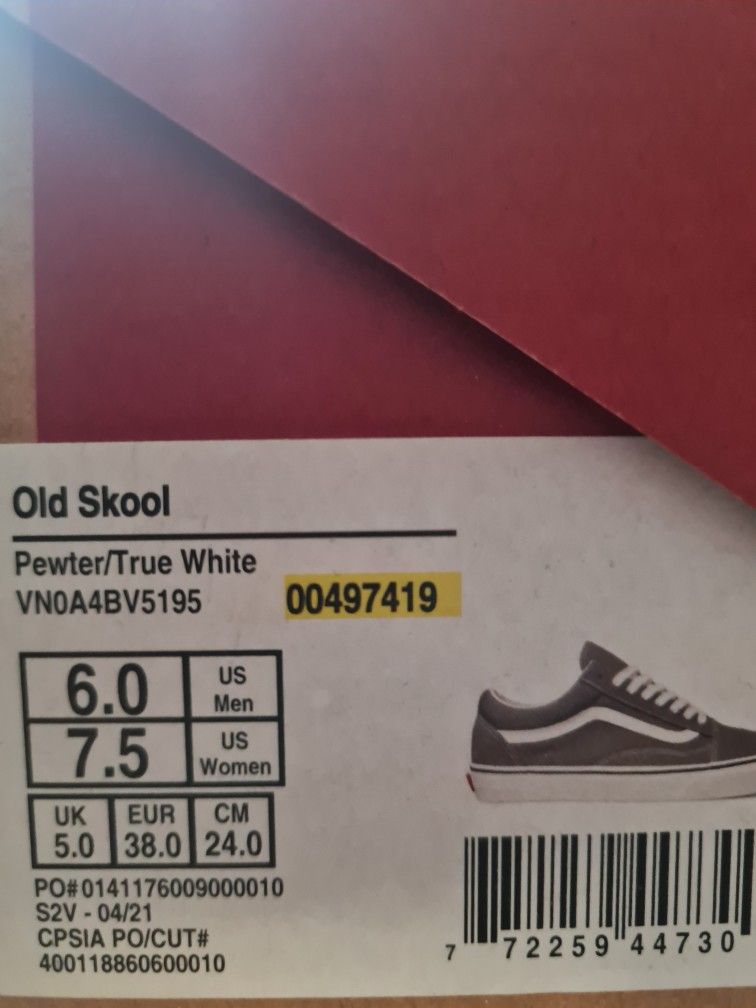 Old Skool
Pewter/True White
VN0A4BV5195 00497419
6.0 US Men
7.5 US Women
UK EUR CM
5.0 38.0 24.0
PO# 01411760090000010
S2V - 04/21
CPSIA PO/CUT#
400118860600010
7 72259 44730